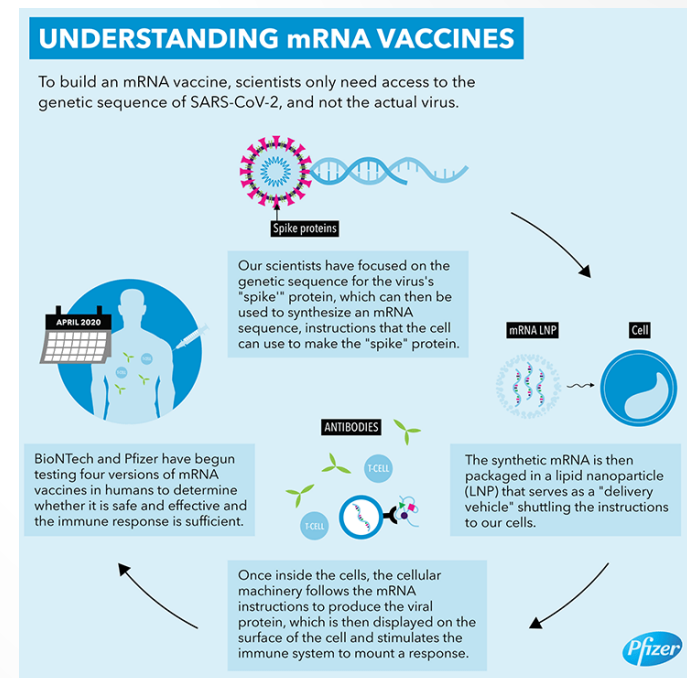 UNDERSTANDING mRNA VACCINES
To build an mRNA vaccine, scientists only need access to the
genetic sequence of SARS-CoV-2, and not the actual virus.
Spike proteins
Our scientists have focused on the
genetic sequence for the virus's
"spike'" protein, which can then be
used to synthesize an mRNA
sequence, instructions that the cell
can use to make the "spike" protein.
mRNA LNP
Cell
The synthetic mRNA is then
packaged in a lipid nanoparticle
(LNP) that serves as a "delivery
vehicle" shuttling the instructions
to our cells.
ANTIBODIES
T-CELL
T-CELL
Once inside the cells, the cellular
machinery follows the mRNA
instructions to produce the viral
protein, which is then displayed on the
surface of the cell and stimulates the
immune system to mount a response.
APRIL 2020
BioNTech and Pfizer have begun
testing four versions of mRNA
vaccines in humans to determine
whether it is safe and effective and
the immune response is sufficient.
Pfizer